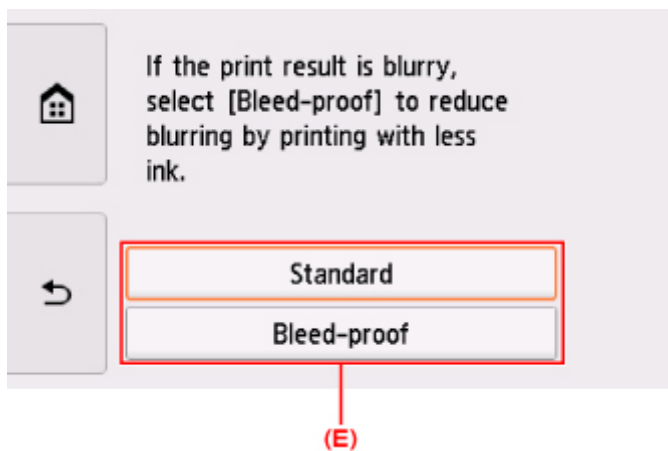 If the print result is blurry,
select [Bleed-proof] to reduce
blurring by printing with less
ink.
Standard
Bleed-proof
(E)